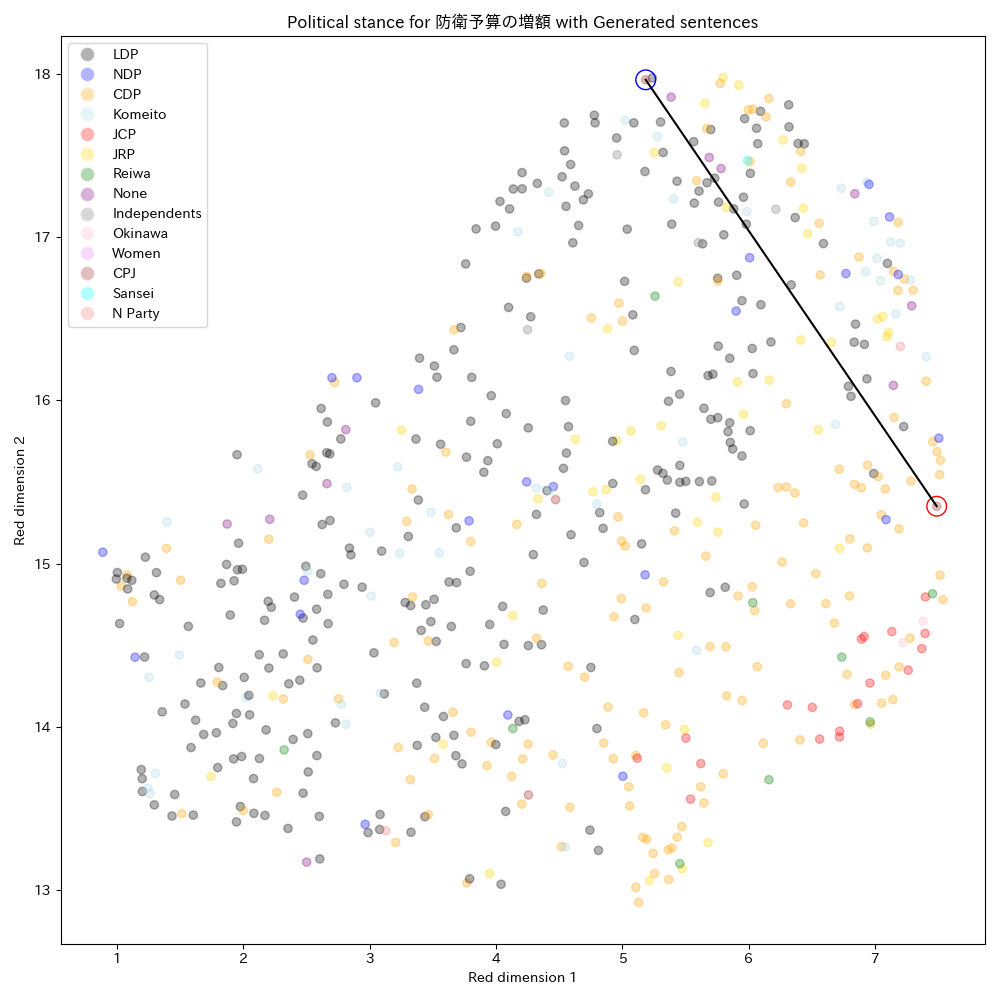 Political stance for 防衛予算の増額 with Generated sentences
LDP
NDP
CDP
Komeito
JCP
JRP
Reiwa
None
Independents
Okinawa
Women
CPJ
Sansei
N Party
18
17
16
15
14
13
Red dimension 2
1 2 3 4 5 6 7
Red dimension 1